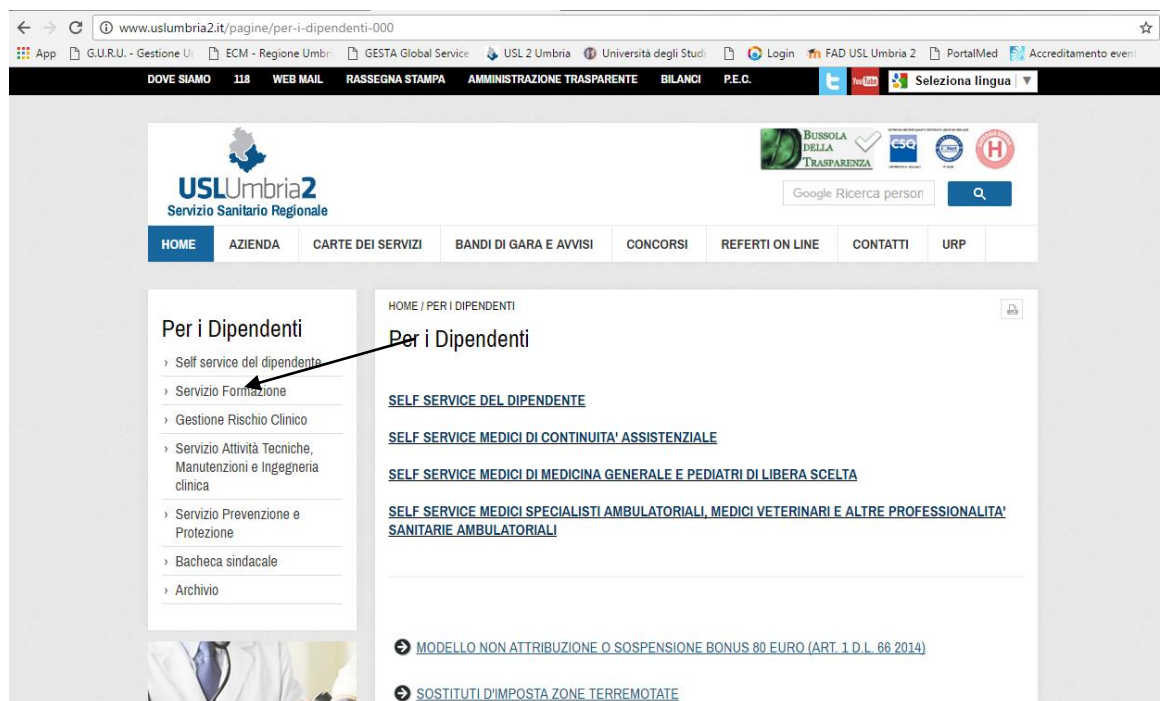 www.uslumbria2.it/pagine/per-i-dipendenti-000
App G.U.R.U. - Gestione U ECM - Regione Umbri GESTA Global Service USL 2 Umbria Università degli Studi Login FAD USL Umbria 2 PortalMed Accreditamento event
DOVE SIAMO 118 WEB MAIL RASSEGNA STAMPA AMMINISTRAZIONE TRASPARENTE BILANCI P.E.C. You Tube Seleziona lingua
BUSSOLA DELLA TRASPARENZA CSQ H
USLUmbria2
Servizio Sanitario Regionale
Google Ricerca person
HOME AZIENDA CARTE DEI SERVIZI BANDI DI GARA E AVVISI CONCORSI REFERTI ON LINE CONTATTI URP
Per i Dipendenti
› Self service del dipendente
› Servizio Formazione
› Gestione Rischio Clinico
› Servizio Attività Tecniche,
Manutenzioni e Ingegneria
clinica
› Servizio Prevenzione e
Protezione
› Bacheca sindacale
› Archivio
HOME / PER I DIPENDENTI
Per i Dipendenti
SELF SERVICE DEL DIPENDENTE
SELF SERVICE MEDICI DI CONTINUITA' ASSISTENZIALE
SELF SERVICE MEDICI DI MEDICINA GENERALE E PEDIATRI DI LIBERA SCELTA
SELF SERVICE MEDICI SPECIALISTI AMBULATORIALI, MEDICI VETERINARI E ALTRE PROFESSIONALITA'
SANITARIE AMBULATORIALI
MODELLO NON ATTRIBUZIONE O SOSPENSIONE BONUS 80 EURO (ART. 1 D.L. 66 2014)
SOSTITUTI D'IMPOSTA ZONE TERREMOTATE